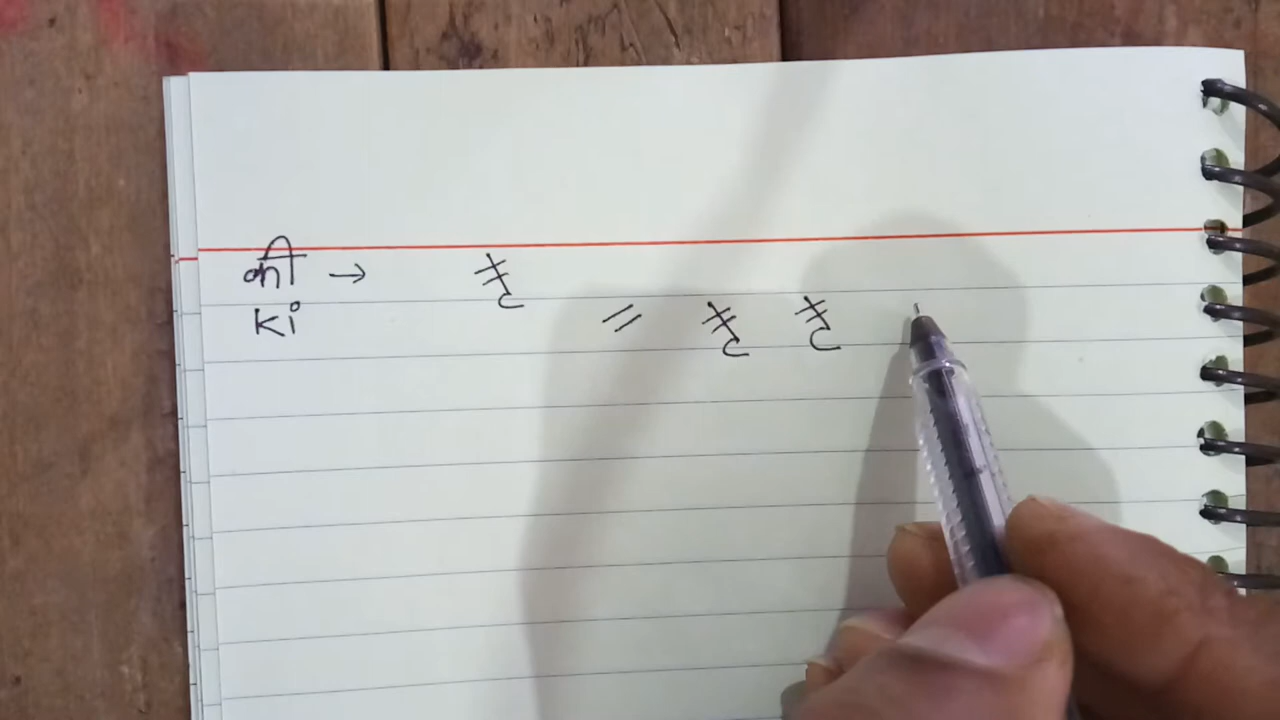 की → き
ki = き き